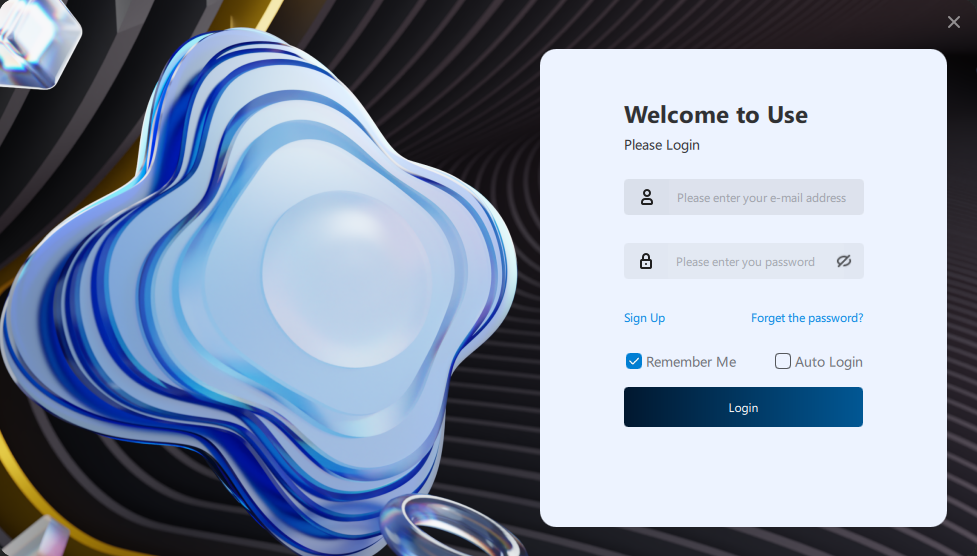 Welcome to Use
Please Login
Please enter your e-mail address
Please enter you password
Sign Up Forget the password?
Remember Me Auto Login
Login